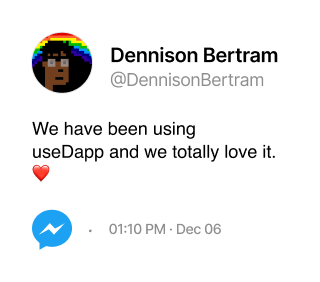 Dennison Bertram
@DennisonBertram
We have been using
useDapp and we totally love it.
❤️
· 01:10 PM · Dec 06